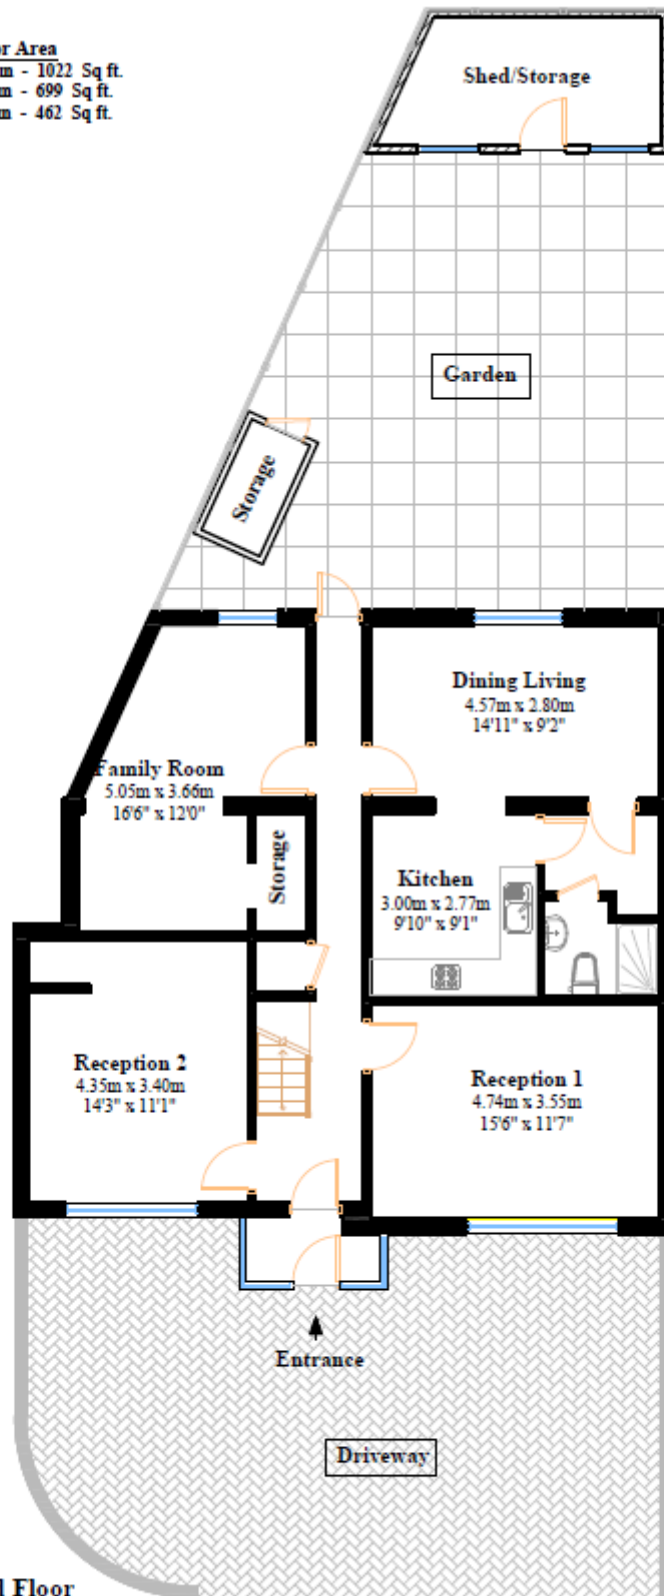 r Area
m - 1022 Sq ft.
m - 699 Sq ft.
m - 462 Sq ft.
Shed/Storage
Garden
Storage
Dining Living
4.57m x 2.80m
14'11" x 9'2"
Family Room
5.05m x 3.66m
16'6" x 12'0"
Storage
Kitchen
3.00m x 2.77m
9'10" x 9'1"
Reception 2
4.35m x 3.40m
14'3" x 11'1"
Reception 1
4.74m x 3.55m
15'6" x 11'7"
Entrance
Driveway
l Floor